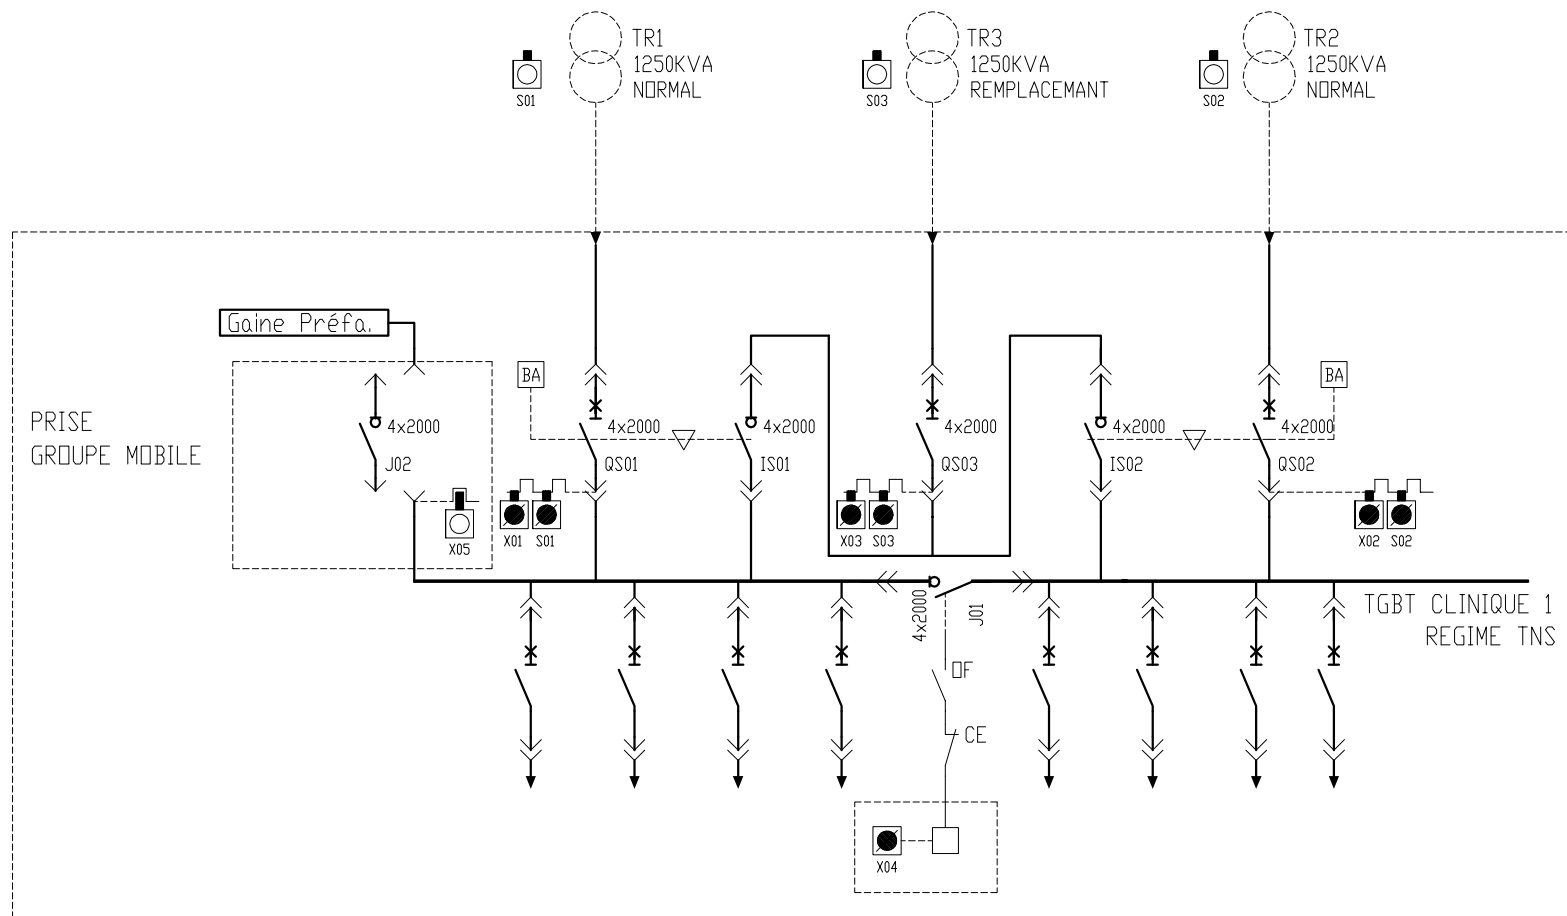 TR1
1250KVA
NORMAL
S01
TR3
1250KVA
REMPLACEMANT
S03
TR2
1250KVA
NORMAL
S02
Gaine Préfa.
PRISE
GROUPE MOBILE
4x2000
J02
X05
BA
4x2000
QS01
X01
S01
4x2000
IS01
4x2000
QS03
X03
S03
4x2000
IS02
BA
4x2000
QS02
X02
S02
4x2000
J01
TGBT CLINIQUE 1
REGIME TNS
OF
CE
X04